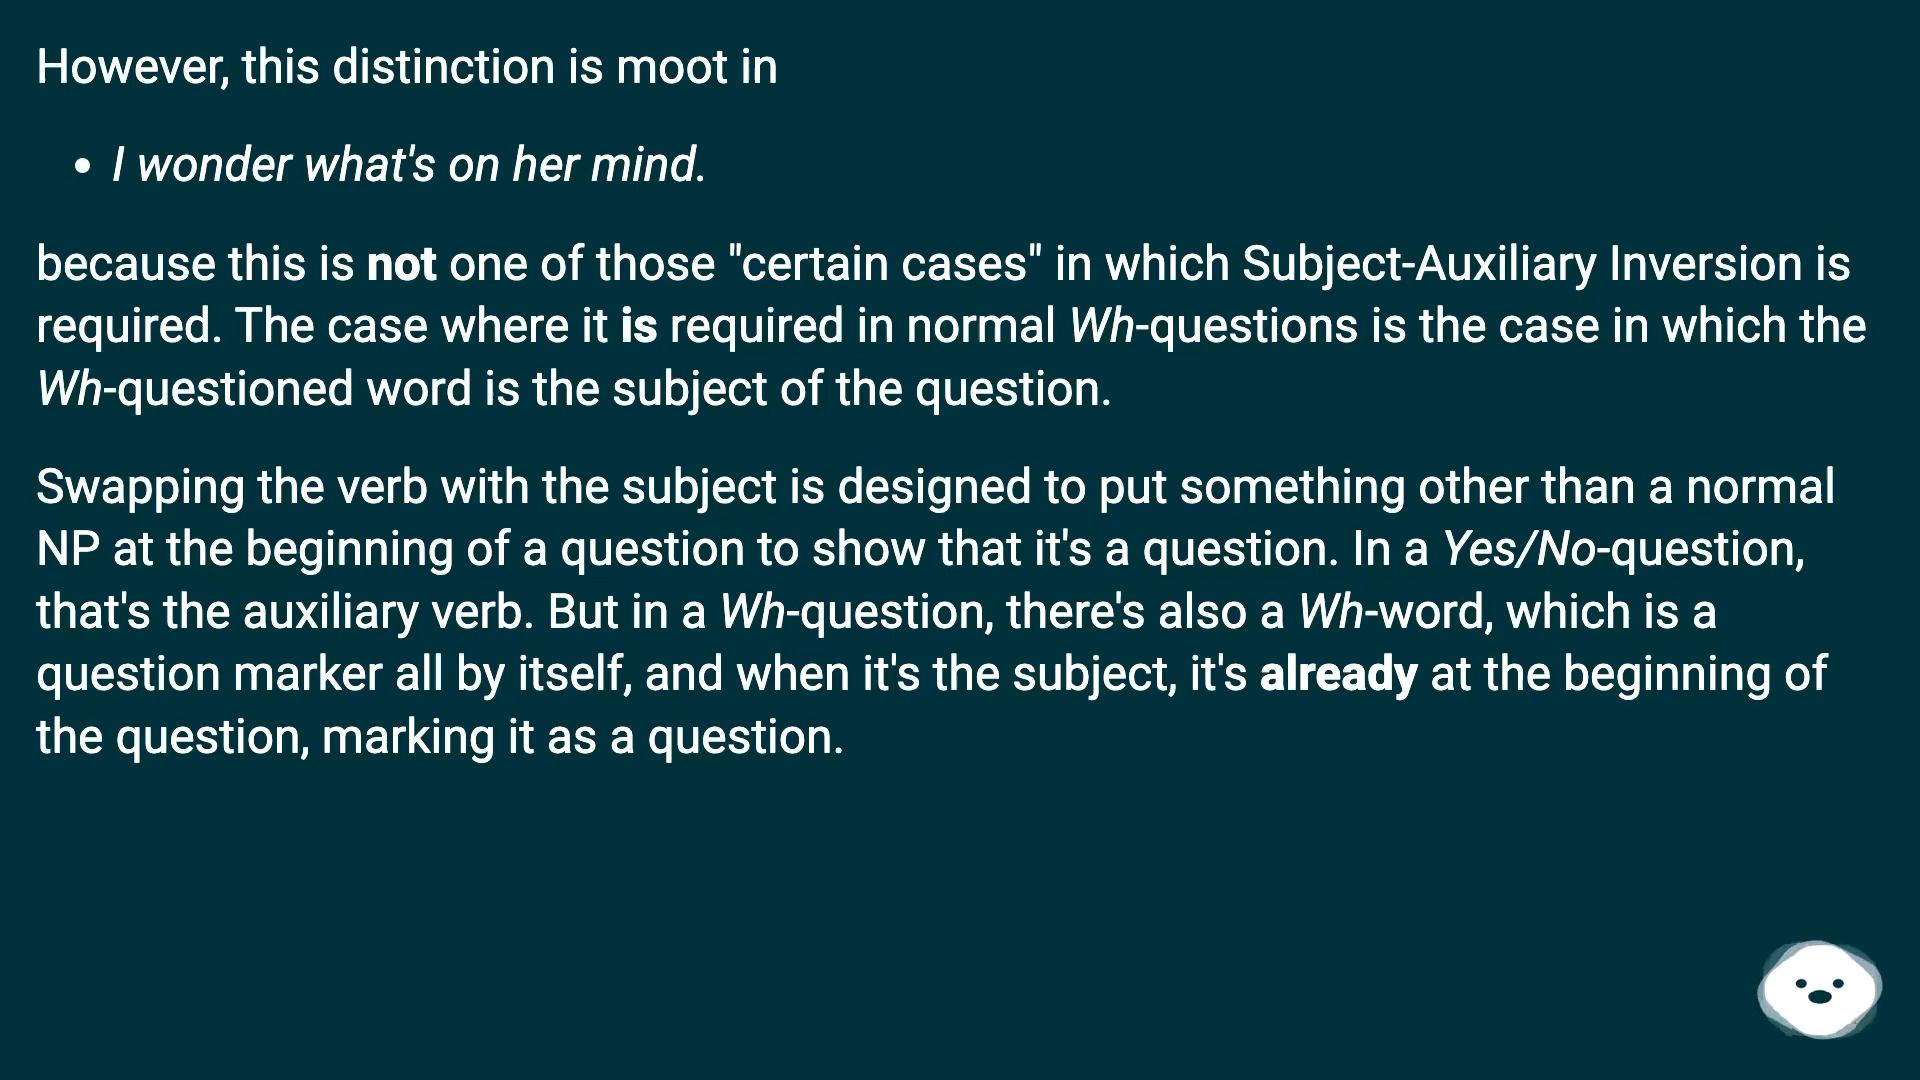 However, this distinction is moot in
• I wonder what's on her mind.
because this is not one of those "certain cases" in which Subject-Auxiliary Inversion is
required. The case where it is required in normal Wh-questions is the case in which the
Wh-questioned word is the subject of the question.
Swapping the verb with the subject is designed to put something other than a normal
NP at the beginning of a question to show that it's a question. In a Yes/No-question,
that's the auxiliary verb. But in a Wh-question, there's also a Wh-word, which is a
question marker all by itself, and when it's the subject, it's already at the beginning of
the question, marking it as a question.